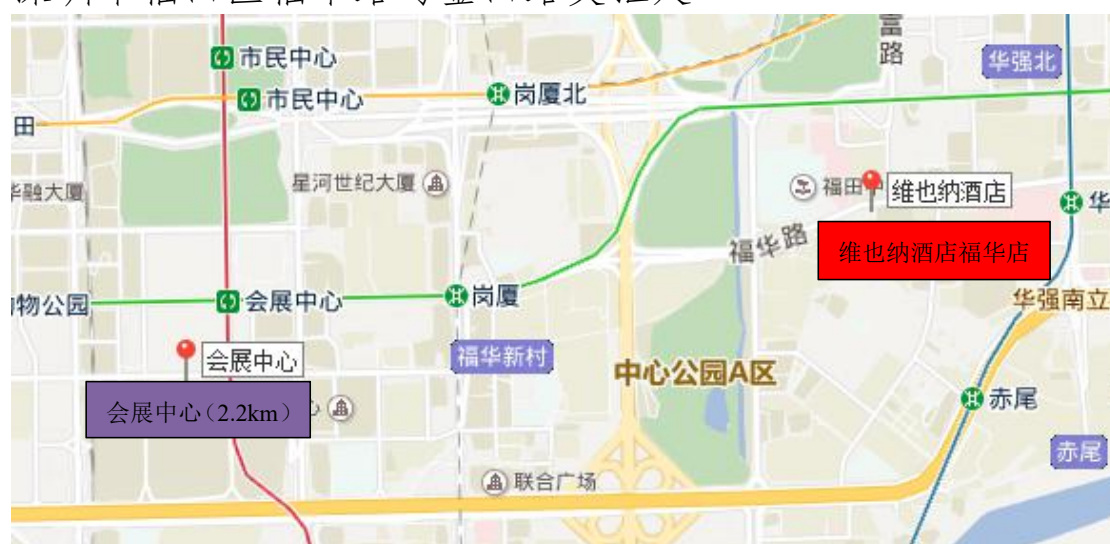 市民中心
市民中心
岗厦北
富
路
华强北
田
华融大厦
星河世纪大厦
福田
维也纳酒店
华
福华路
维也纳酒店福华店
物公园
会展中心
岗厦
华强南立
会展中心
福华新村
中心公园A区
会展中心（2.2km）
心
赤尾
赤尾
联合广场